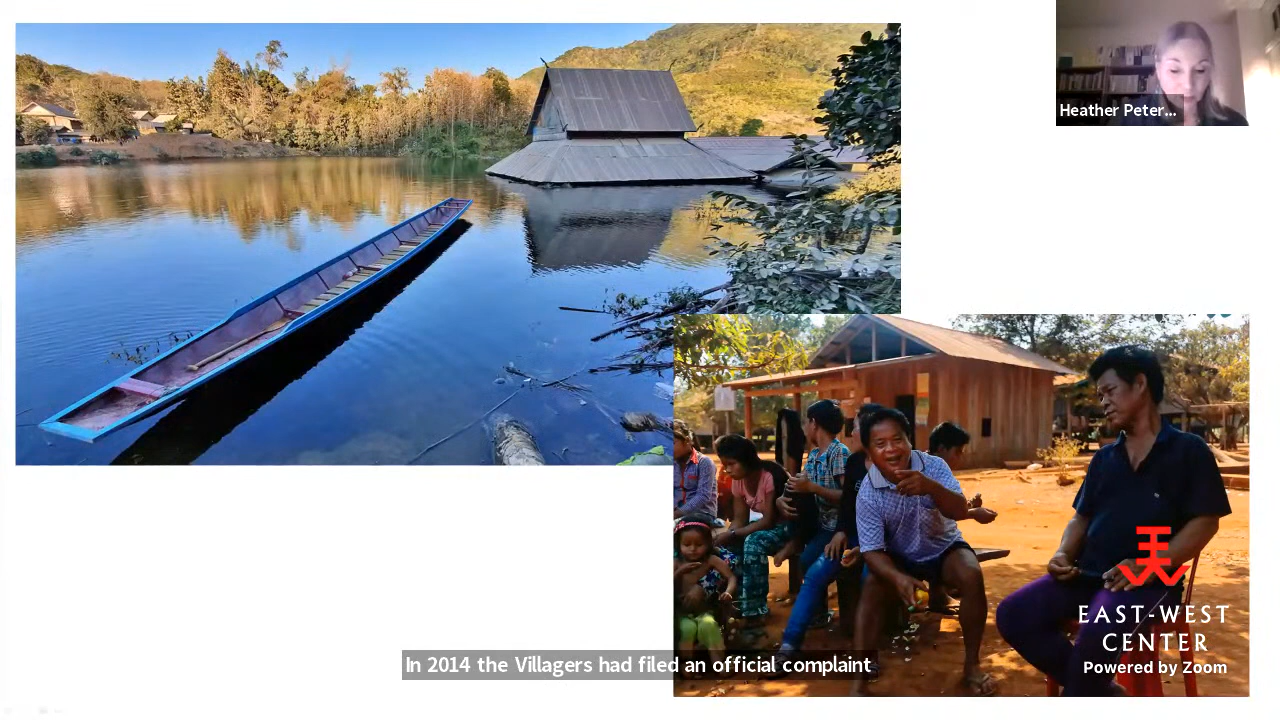 Heather Peter...
EAST-WEST
CENTER
In 2014 the Villagers had filed an official complaint
Powered by Zoom